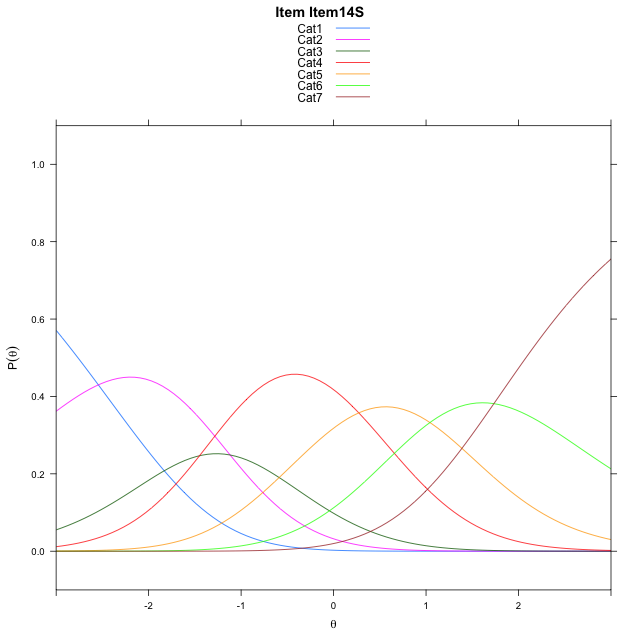 Item Item14S
Cat1
Cat2
Cat3
Cat4
Cat5
Cat6
Cat7
1.0
0.8
0.6
P(θ)
0.4
0.2
0.0
-2 -1 0 1 2
θ